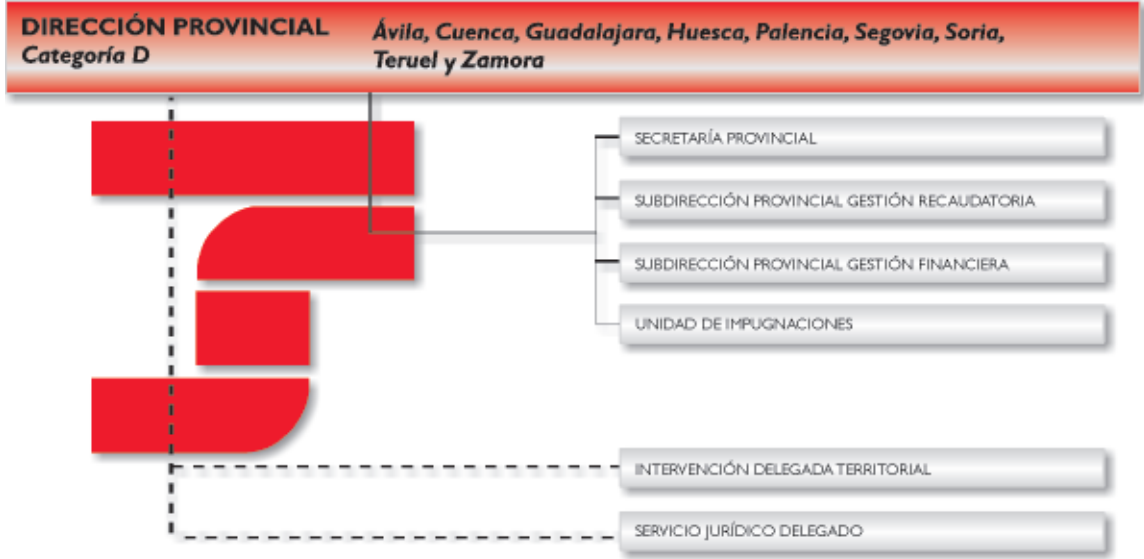 DIRECCIÓN PROVINCIAL
Categoría D
Ávila, Cuenca, Guadalajara, Huesca, Palencia, Segovia, Soria,
Teruel y Zamora
SECRETARÍA PROVINCIAL
SUBDIRECCIÓN PROVINCIAL GESTIÓN RECAUDATORIA
SUBDIRECCIÓN PROVINCIAL GESTIÓN FINANCIERA
UNIDAD DE IMPUGNACIONES
INTERVENCIÓN DELEGADA TERRITORIAL
SERVICIO JURÍDICO DELEGADO